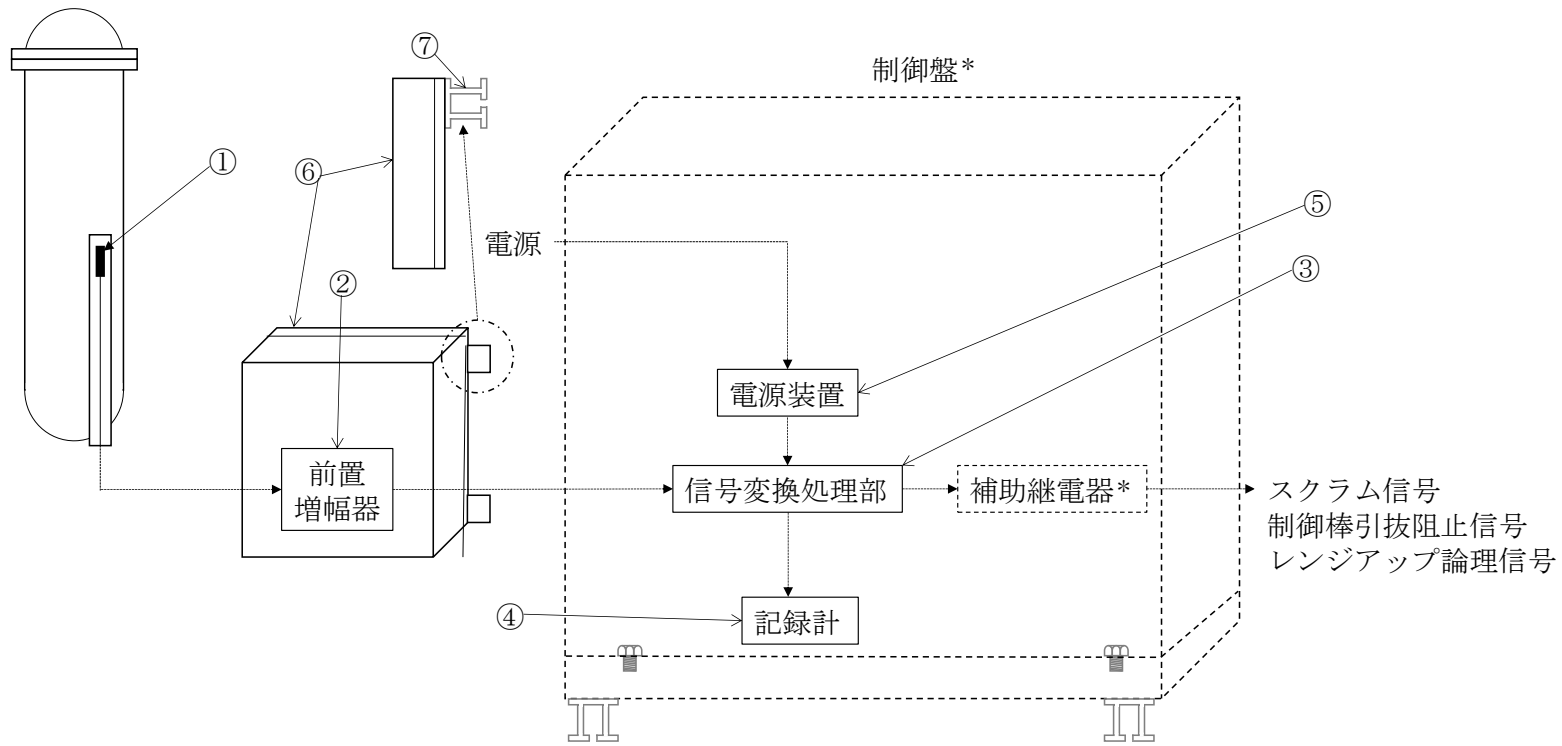 ⑦
制御盤*
①
⑥
⑤
電源
③
②
電源装置
前置
増幅器
信号変換処理部
補助継電器*
スクラム信号
制御棒引抜阻止信号
レンジアップ論理信号
④
記録計